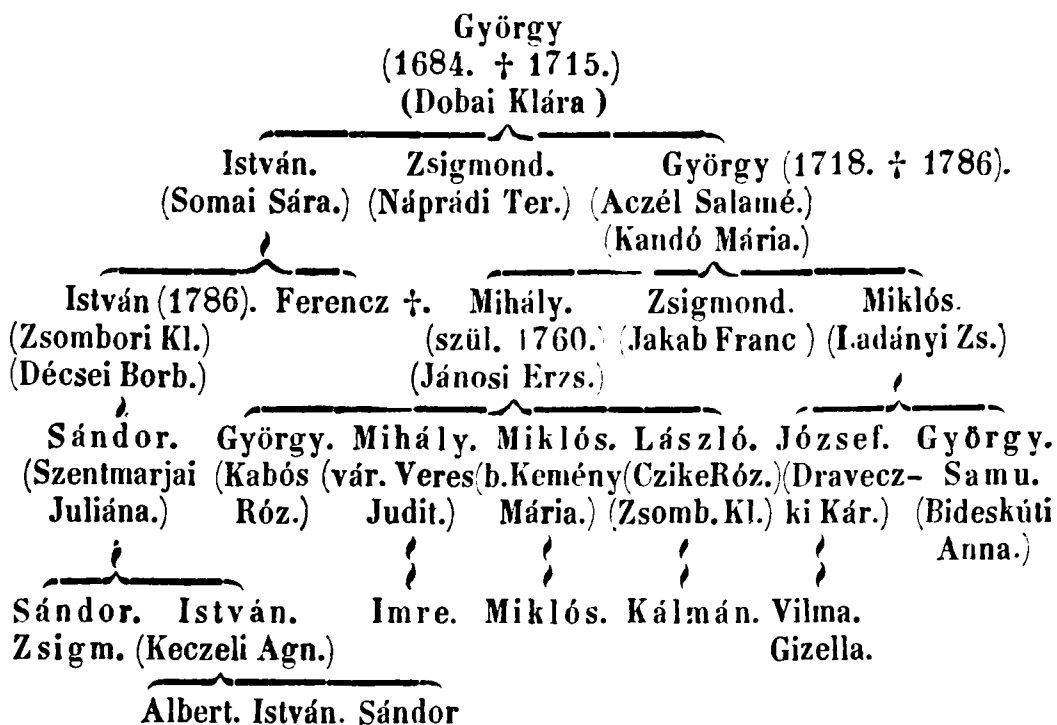 György
(1684. † 1715.)
(Dobai Klára )
István. Zsigmond. György (1718. † 1786).
(Somai Sára.) (Náprádi Ter.) (Aczél Salamé.)
(Kandó Mária.)
István (1786). Ferencz †. Mihály. Zsigmond. Miklós.
(Zsombori Kl.) (szül. 1760.) (Jakab Franc ) (Ladányi Zs.)
(Décsei Borb.) (Jánosi Erzs.)
Sándor. György. Mihály. Miklós. László. József. György.
(Szentmarjai (Kabós (vár. Veres (b. Kemény (Czike Róz.) (Dravecz- Samu.
Juliána.) Róz.) Judit.) Mária.) (Zsomb. Kl.) ki Kár.) (Bideskúti
Anna.)
Sándor. István. Imre. Miklós. Kálmán. Vilma.
Zsigm. (Keczeli Agn.) Gizella.
Albert. István. Sándor